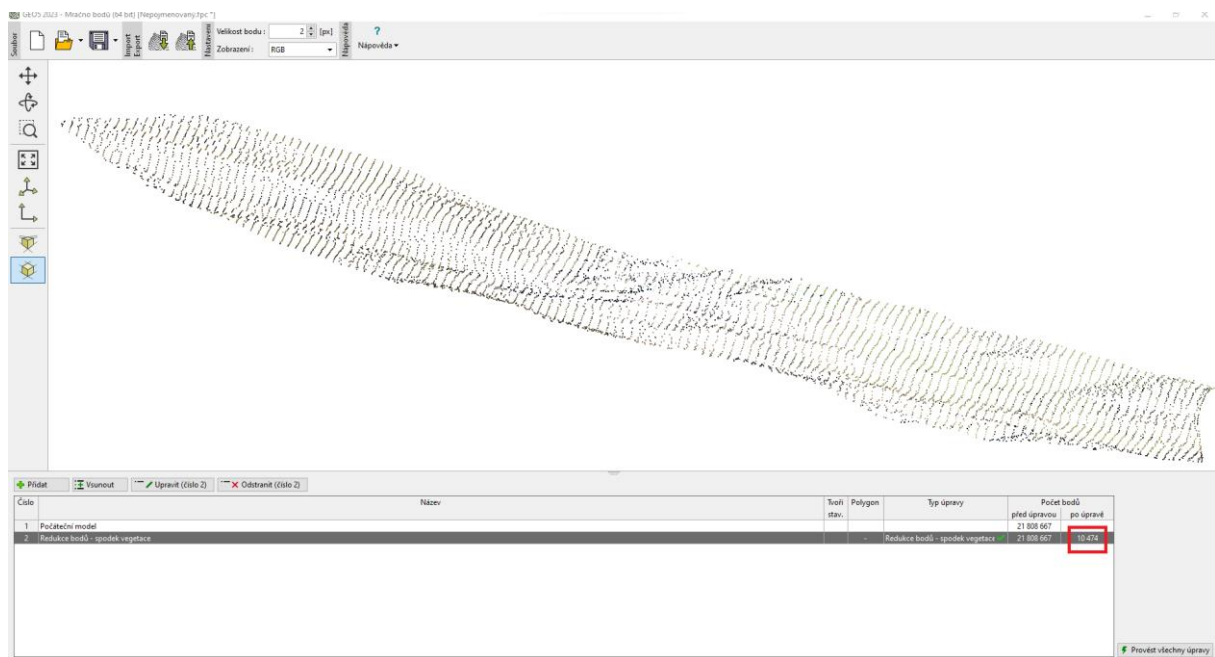 GEO5 2023 – Mračno bodů (64 bit) [Nepojmenovaný.fpc *]
Soubor
Import
Export
Nastavení
Velikost bodu : 2 [px]
Zobrazení : RGB
Nápověda
?
Nápověda
Přidat Vsunout Upravit (číslo 2) Odstranit (číslo 2)
Číslo Název Tvoří stav. Polygon Typ úpravy Počet bodů
před úpravou po úpravě
1 Počáteční model 21 808 667
2 Redukce bodů - spodek vegetace - Redukce bodů - spodek vegetace 21 808 667 10 474
Provést všechny úpravy